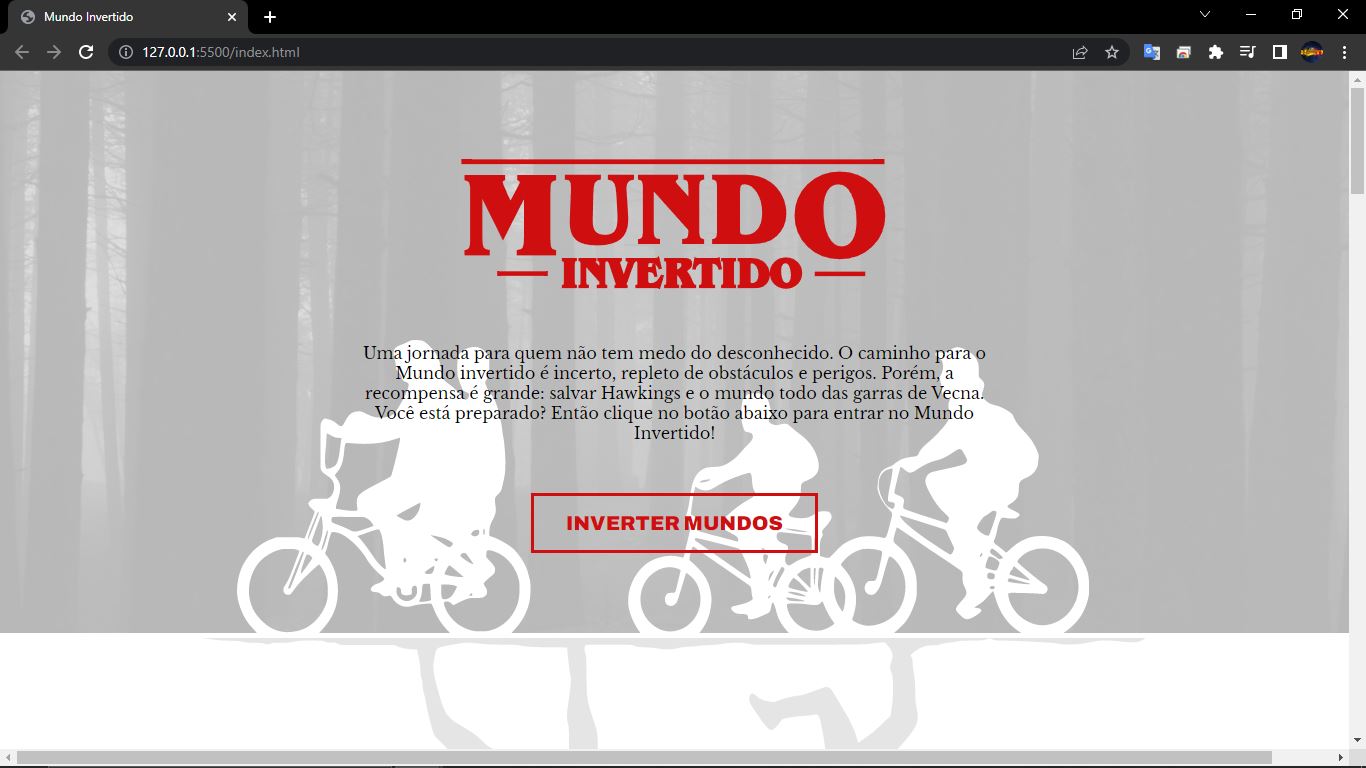 Mundo Invertido
127.0.0.1:5500/index.html
MUNDO
INVERTIDO
Uma jornada para quem não tem medo do desconhecido. O caminho para o
Mundo invertido é incerto, repleto de obstáculos e perigos. Porém, a
recompensa é grande: salvar Hawkings e o mundo todo das garras de Vecna.
Você está preparado? Então clique no botão abaixo para entrar no Mundo
Invertido!
INVERTER MUNDOS